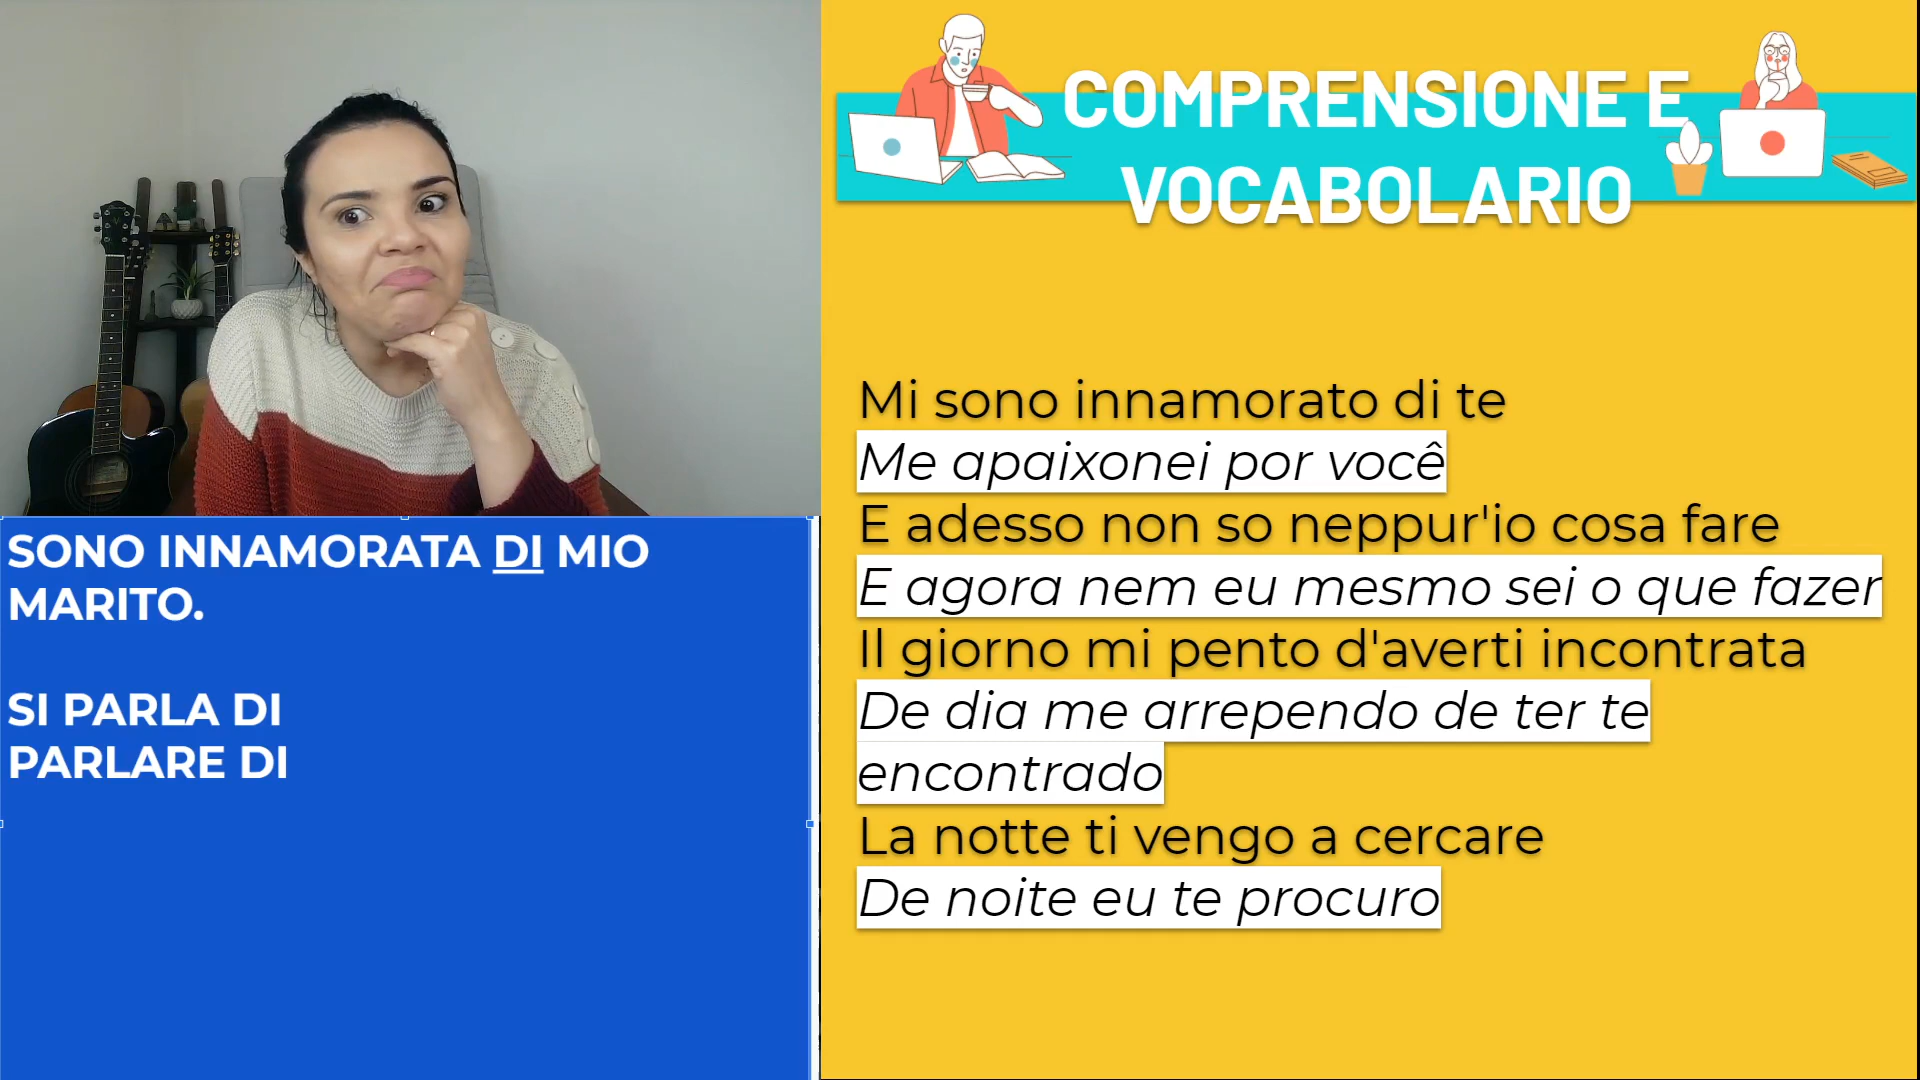 COMPRENSIONE E
VOCABOLARIO
SONO INNAMORATA DI MIO
MARITO.
SI PARLA DI
PARLARE DI
Mi sono innamorato di te
Me apaixonei por você
E adesso non so neppur'io cosa fare
E agora nem eu mesmo sei o que fazer
Il giorno mi pento d'averti incontrata
De dia me arrependo de ter te
encontrado
La notte ti vengo a cercare
De noite eu te procuro